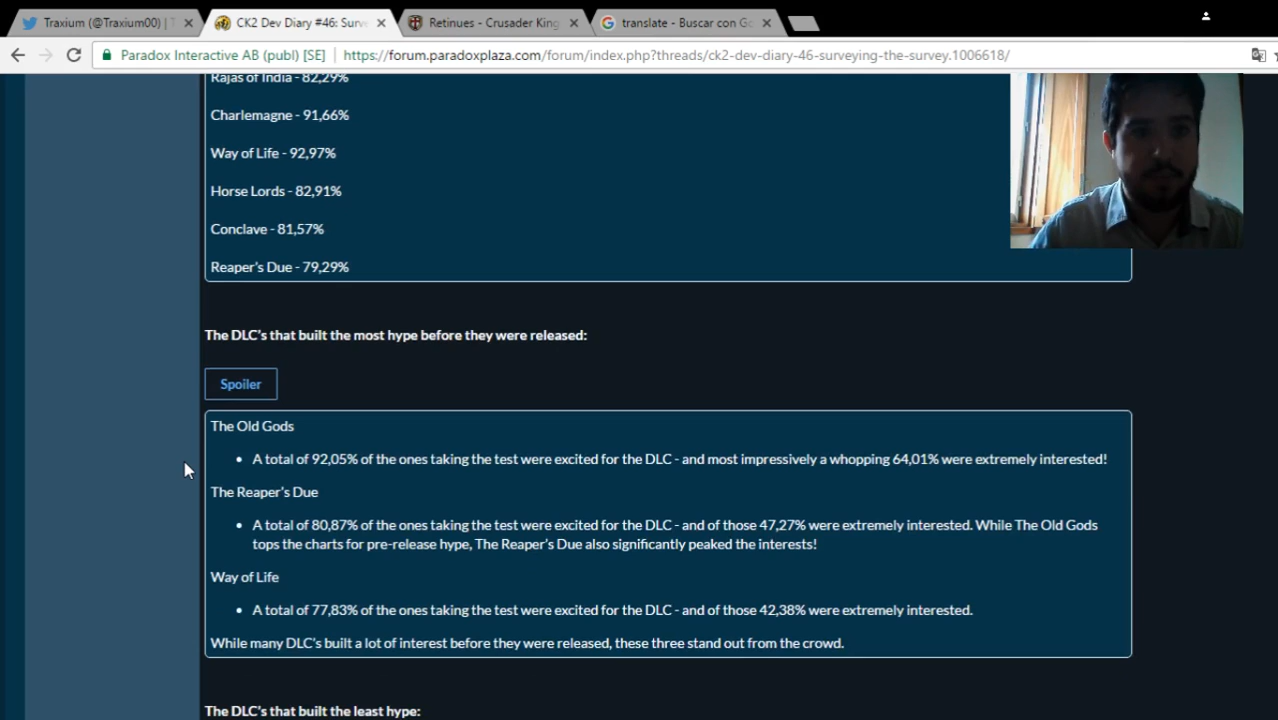 Traxium (@Traxium00) | T
CK2 Dev Diary #46: Surve
Retinues - Crusader King
translate - Buscar con Go
Paradox Interactive AB (publ) [SE]
https://forum.paradoxplaza.com/forum/index.php?threads/ck2-dev-diary-46-surveying-the-survey.1006618/
Rajas of India - 82,29%
Charlemagne - 91,66%
Way of Life - 92,97%
Horse Lords - 82,91%
Conclave - 81,57%
Reaper's Due - 79,29%
The DLC's that built the most hype before they were released:
Spoiler
The Old Gods
• A total of 92,05% of the ones taking the test were excited for the DLC - and most impressively a whopping 64,01% were extremely interested!
The Reaper's Due
• A total of 80,87% of the ones taking the test were excited for the DLC - and of those 47,27% were extremely interested. While The Old Gods
tops the charts for pre-release hype, The Reaper's Due also significantly peaked the interests!
Way of Life
• A total of 77,83% of the ones taking the test were excited for the DLC - and of those 42,38% were extremely interested.
While many DLC's built a lot of interest before they were released, these three stand out from the crowd.
The DLC's that built the least hype: